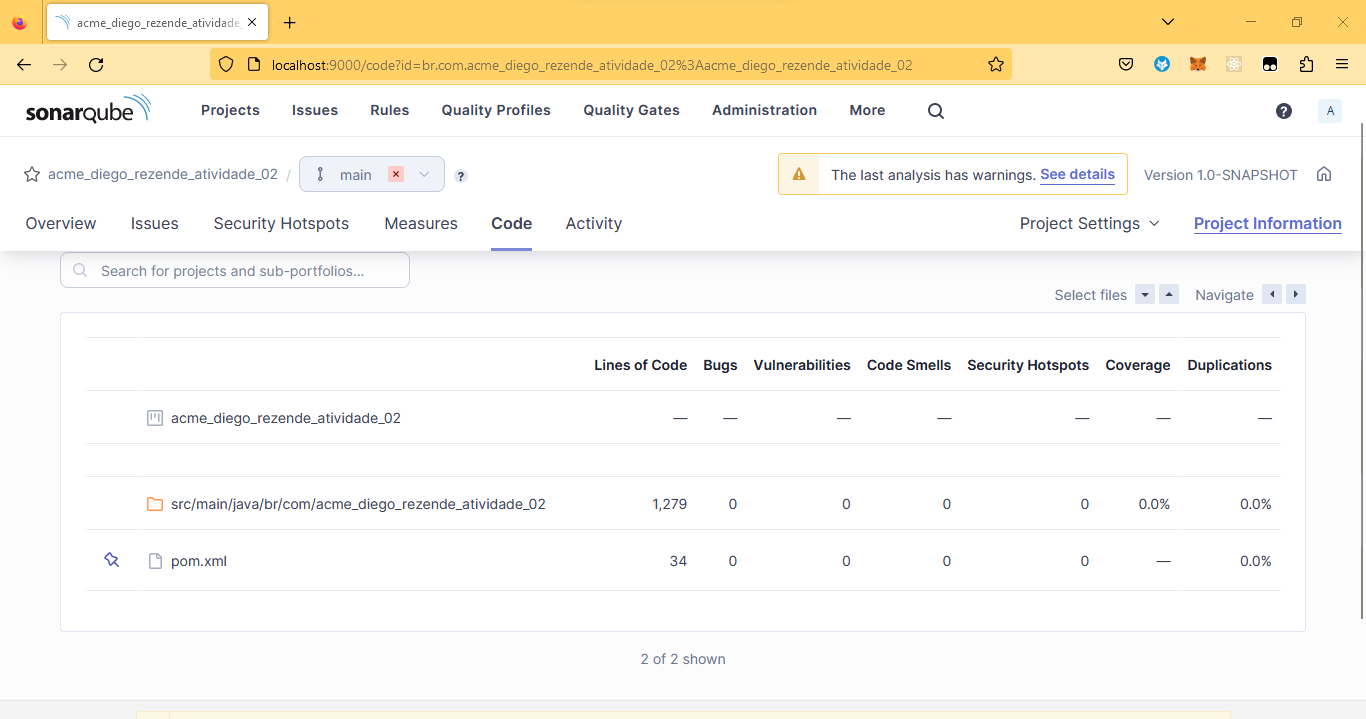 acme_diego_rezende_atividade_
localhost:9000/code?id=br.com.acme_diego_rezende_atividade_02%3Aacme_diego_rezende_atividade_02
sonarqube
Projects Issues Rules Quality Profiles Quality Gates Administration More
? A
acme_diego_rezende_atividade_02 / main ?
The last analysis has warnings. See details
Version 1.0-SNAPSHOT
Overview Issues Security Hotspots Measures Code Activity Project Settings Project Information
Search for projects and sub-portfolios...
Select files Navigate
Lines of Code Bugs Vulnerabilities Code Smells Security Hotspots Coverage Duplications
acme_diego_rezende_atividade_02 — — — — — — —
src/main/java/br/com/acme_diego_rezende_atividade_02 1,279 0 0 0 0 0.0% 0.0%
pom.xml 34 0 0 0 0 — 0.0%
2 of 2 shown